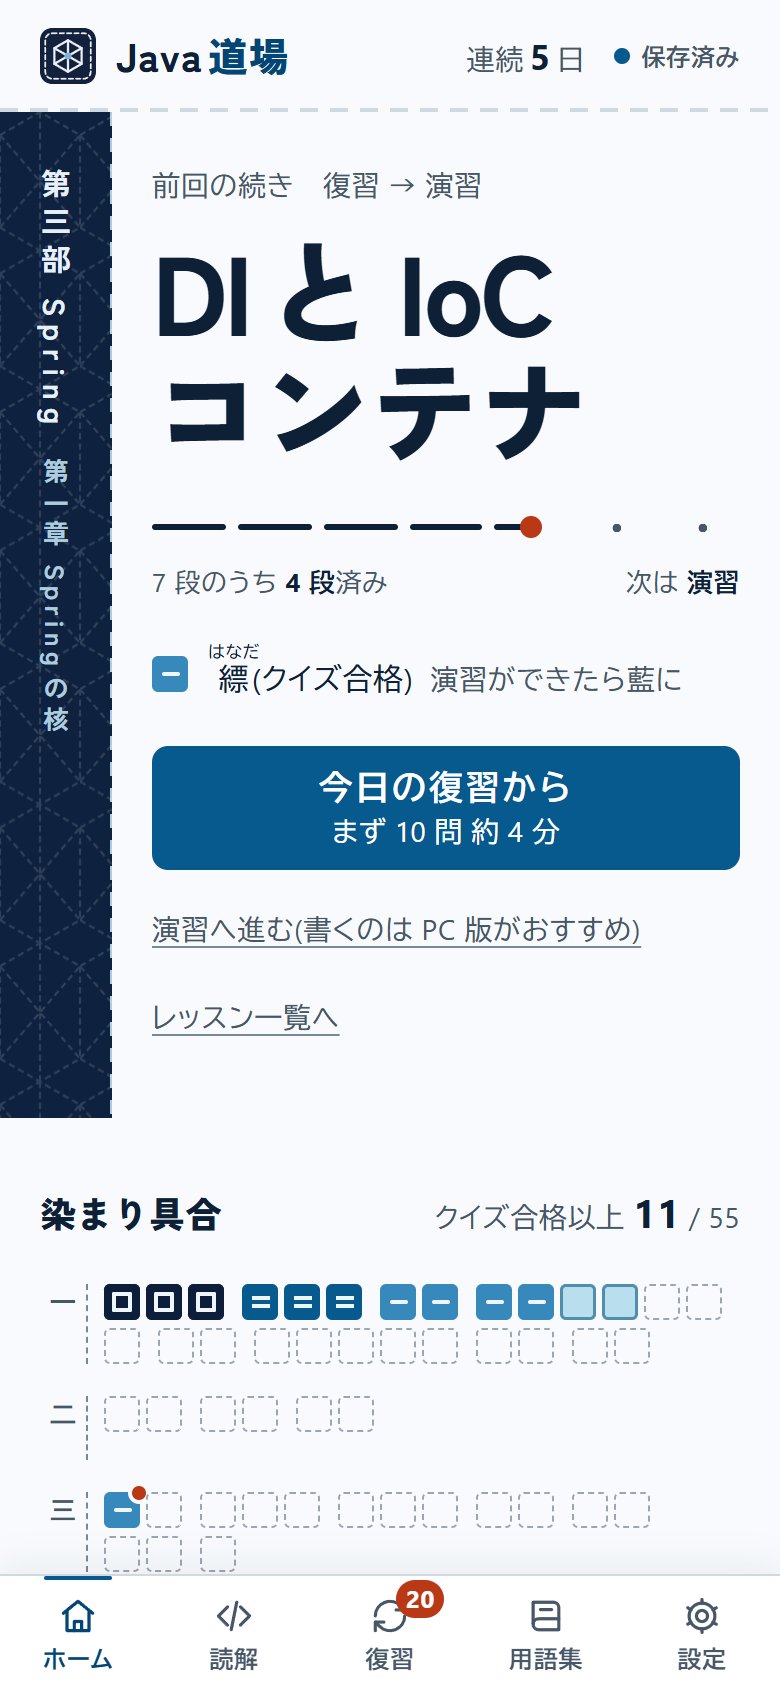 Java 道場
連続 5 日
保存済み
第三部 Spring 第一章 Springの核
前回の続き 復習 → 演習
DI と IoC
コンテナ
7 段のうち 4 段済み
次は 演習
はなだ
縹(クイズ合格) 演習ができたら藍に
今日の復習から
まず 10 問 約 4 分
演習へ進む(書くのは PC 版がおすすめ)
レッスン一覧へ
染まり具合
クイズ合格以上 11 / 55
一
二
三
20
ホーム
読解
復習
用語集
設定